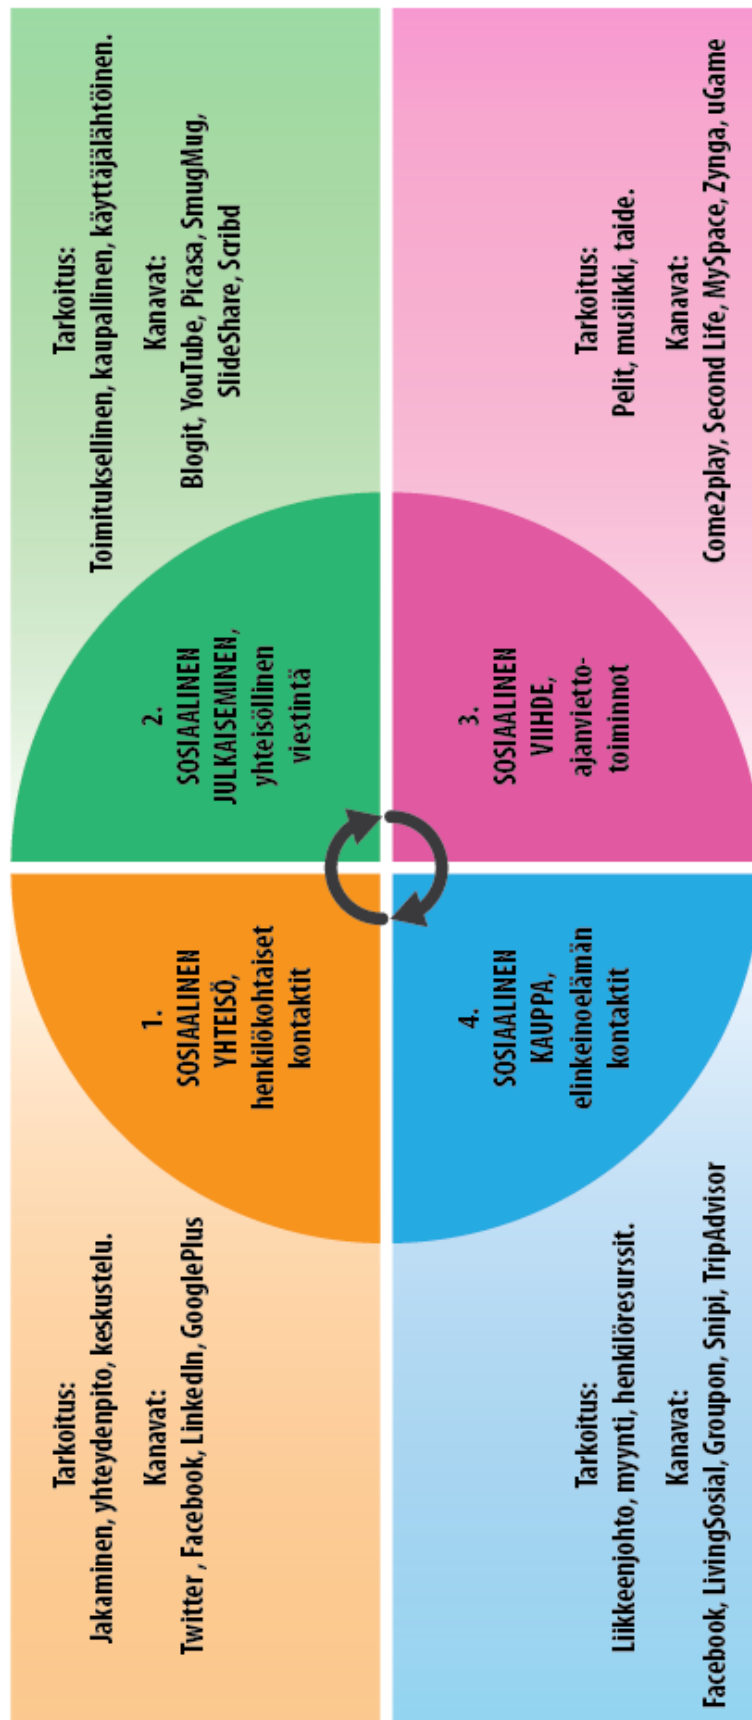 Tarkoitus:
Jakaminen, yhteydenpito, keskustelu.
Kanavat:
Twitter , Facebook, LinkedIn, GooglePlus
1.
SOSIAALINEN
YHTEISÖ,
henkilökohtaiset
kontaktit
2.
SOSIAALINEN
JULKAISEMINEN,
yhteisöllinen
viestintä
Tarkoitus:
Toimituksellinen, kaupallinen, käyttäjälähtöinen.
Kanavat:
Blogit, YouTube, Picasa, SmugMug,
SlideShare, Scribd
Tarkoitus:
Liikkeenjohto, myynti, henkilöresurssit.
Kanavat:
Facebook, LivingSosial, Groupon, Snipi, TripAdvisor
4.
SOSIAALINEN
KAUPPA,
elinkeinoelämän
kontaktit
3.
SOSIAALINEN
VIIHDE,
ajanvietto-
toiminnot
Tarkoitus:
Pelit, musiikki, taide.
Kanavat:
Come2play, Second Life, MySpace, Zynga, uGame